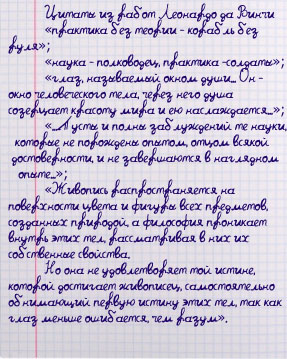 Цитаты из работ Леонардо да Винчи
«практика без теории - корабль без
руля»;
«наука - полководец, практика -солдаты»;
«глаз, называемый окном души... Он -
окно человеческого тела, через него душа
созерцает красоту мира и ею наслаждается...»;
«...Пусты и полны заблуждений те науки,
которые не порождены опытом, отцом всякой
достоверности, и не завершаются в наглядном
опыте...»;
«Живопись распространяется на
поверхности цвета и фигуры всех предметов,
созданных природой, а философия проникает
внутрь этих тел, рассматривая в них их
собственные свойства.
Но она не удовлетворяет той истине,
которой достигает живописец, самостоятельно
обнимающий первую истину этих тел, так как
глаз меньше ошибается, чем разум».